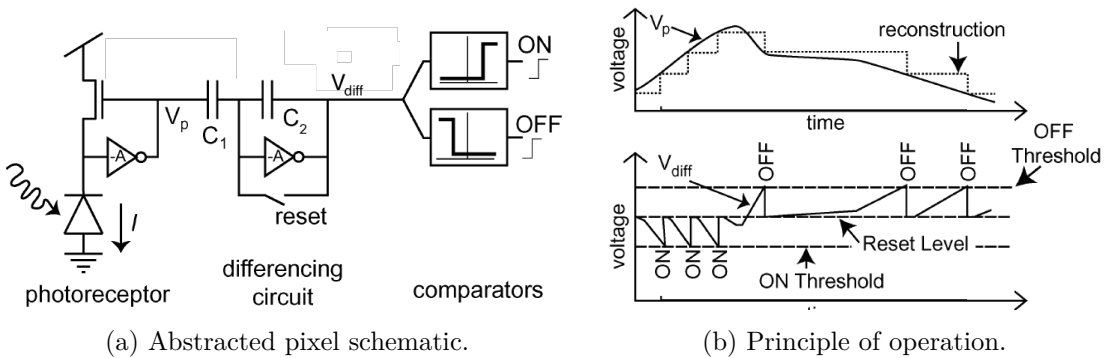 ON
V_diff
V_p
C_1
C_2
OFF
-A
-A
I
reset
photoreceptor
differencing
circuit
comparators
(a) Abstracted pixel schematic.
V_p
reconstruction
voltage
time
OFF
Threshold
V_diff
OFF
OFF
OFF
voltage
Reset Level
ON
ON
ON
ON Threshold
(b) Principle of operation.